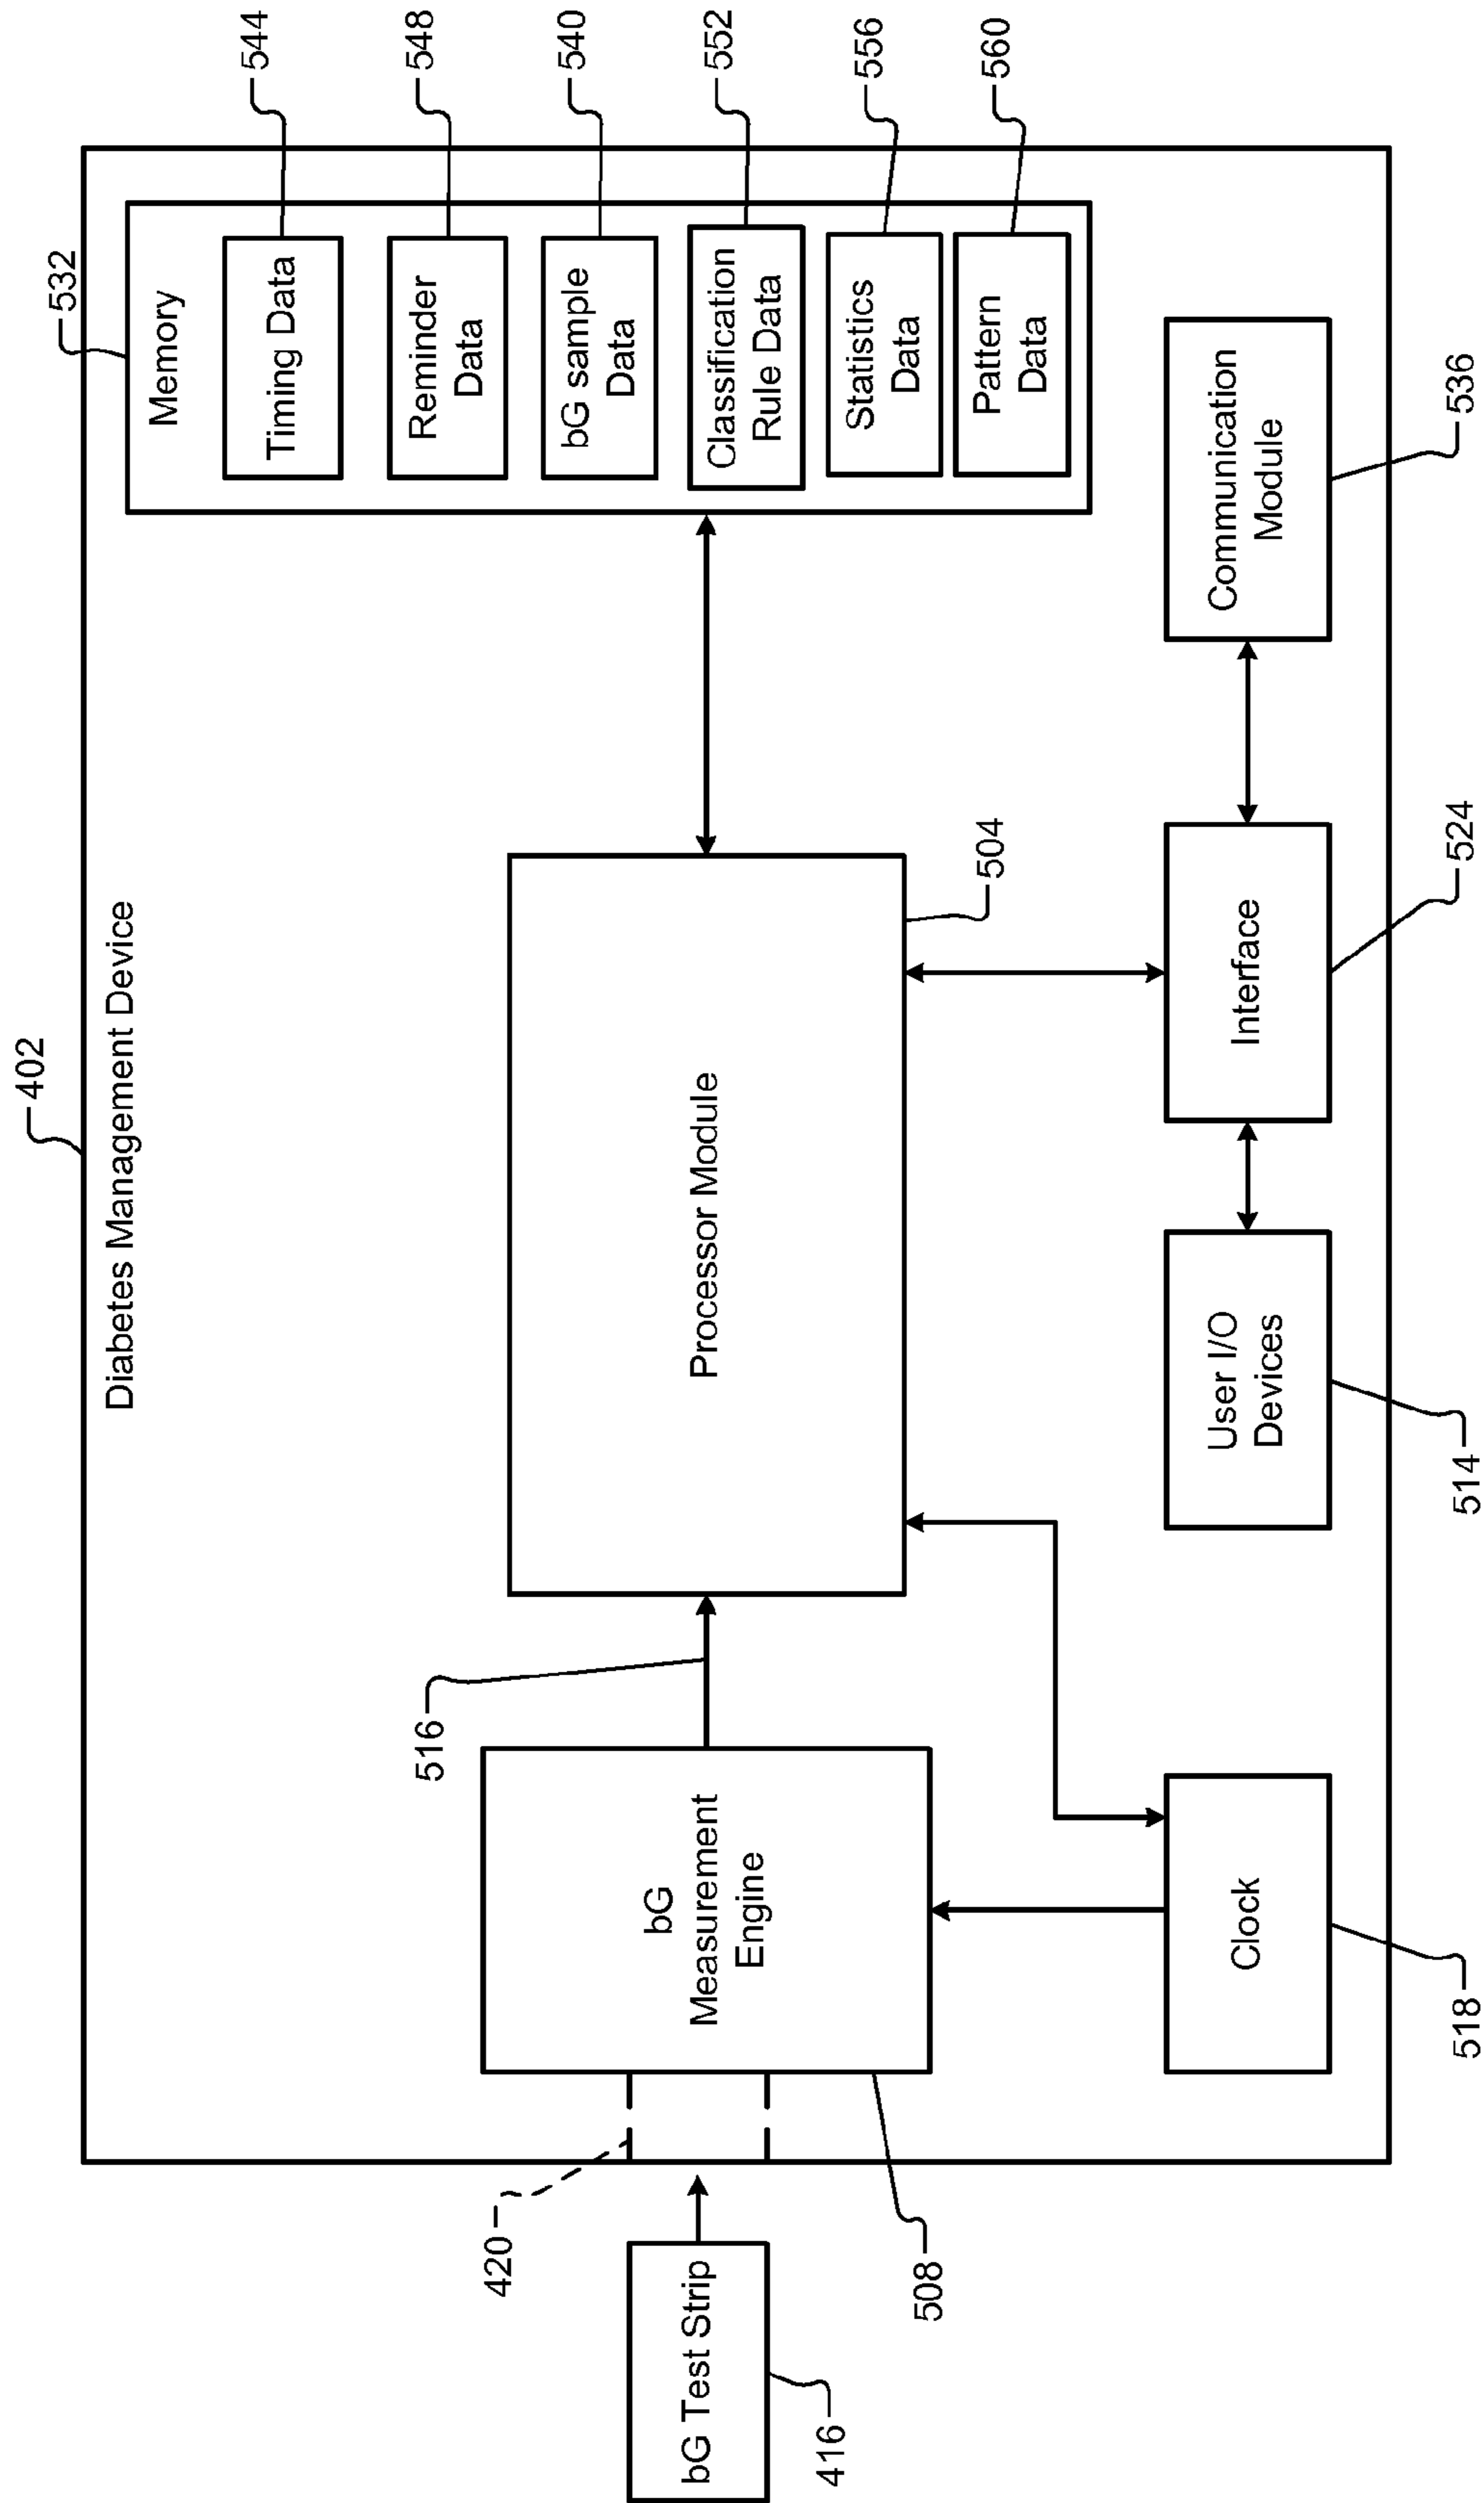 402
Diabetes Management Device
532
Memory
Timing Data
544
Reminder
Data
548
bG sample
Data
540
Classification
Rule Data
552
Statistics
Data
556
Pattern
Data
560
516
420
bG Test Strip
416
bG
Measurement
Engine
508
Processor Module
504
Clock
518
User I/O
Devices
514
Interface
524
Communication
Module
536